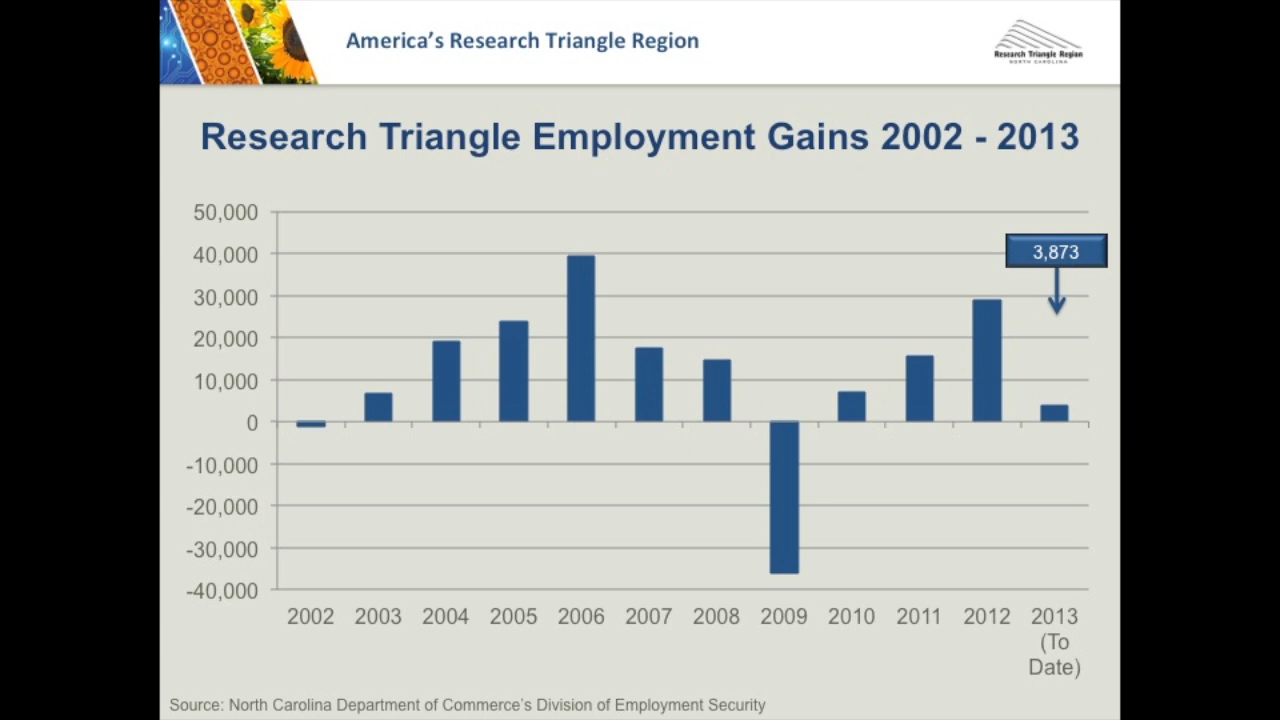 America’s Research Triangle Region
Research Triangle Region
NORTH CAROLINA
Research Triangle Employment Gains 2002 - 2013
50,000
40,000
30,000
20,000
10,000
0
-10,000
-20,000
-30,000
-40,000
3,873
2002 2003 2004 2005 2006 2007 2008 2009 2010 2011 2012 2013
(To
Date)
Source: North Carolina Department of Commerce’s Division of Employment Security